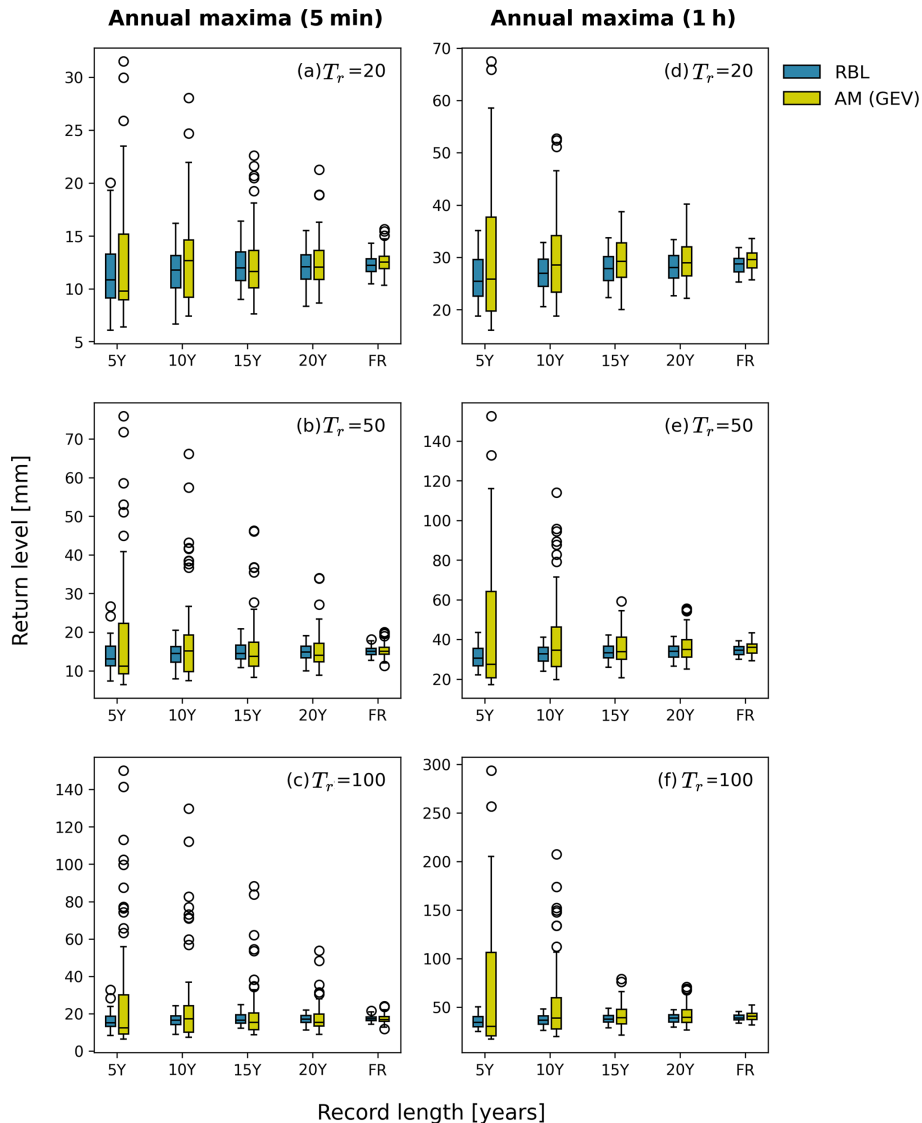 Annual maxima (5 min)
Annual maxima (1 h)
RBL
AM (GEV)
(a) Tr=20
30
25
20
15
10
5
5Y 10Y 15Y 20Y FR
(d) Tr=20
70
60
50
40
30
20
5Y 10Y 15Y 20Y FR
Return level [mm]
(b) Tr=50
70
60
50
40
30
20
10
5Y 10Y 15Y 20Y FR
(e) Tr=50
140
120
100
80
60
40
20
5Y 10Y 15Y 20Y FR
(c) Tr=100
140
120
100
80
60
40
20
0
5Y 10Y 15Y 20Y FR
(f) Tr=100
300
250
200
150
100
50
5Y 10Y 15Y 20Y FR
Record length [years]